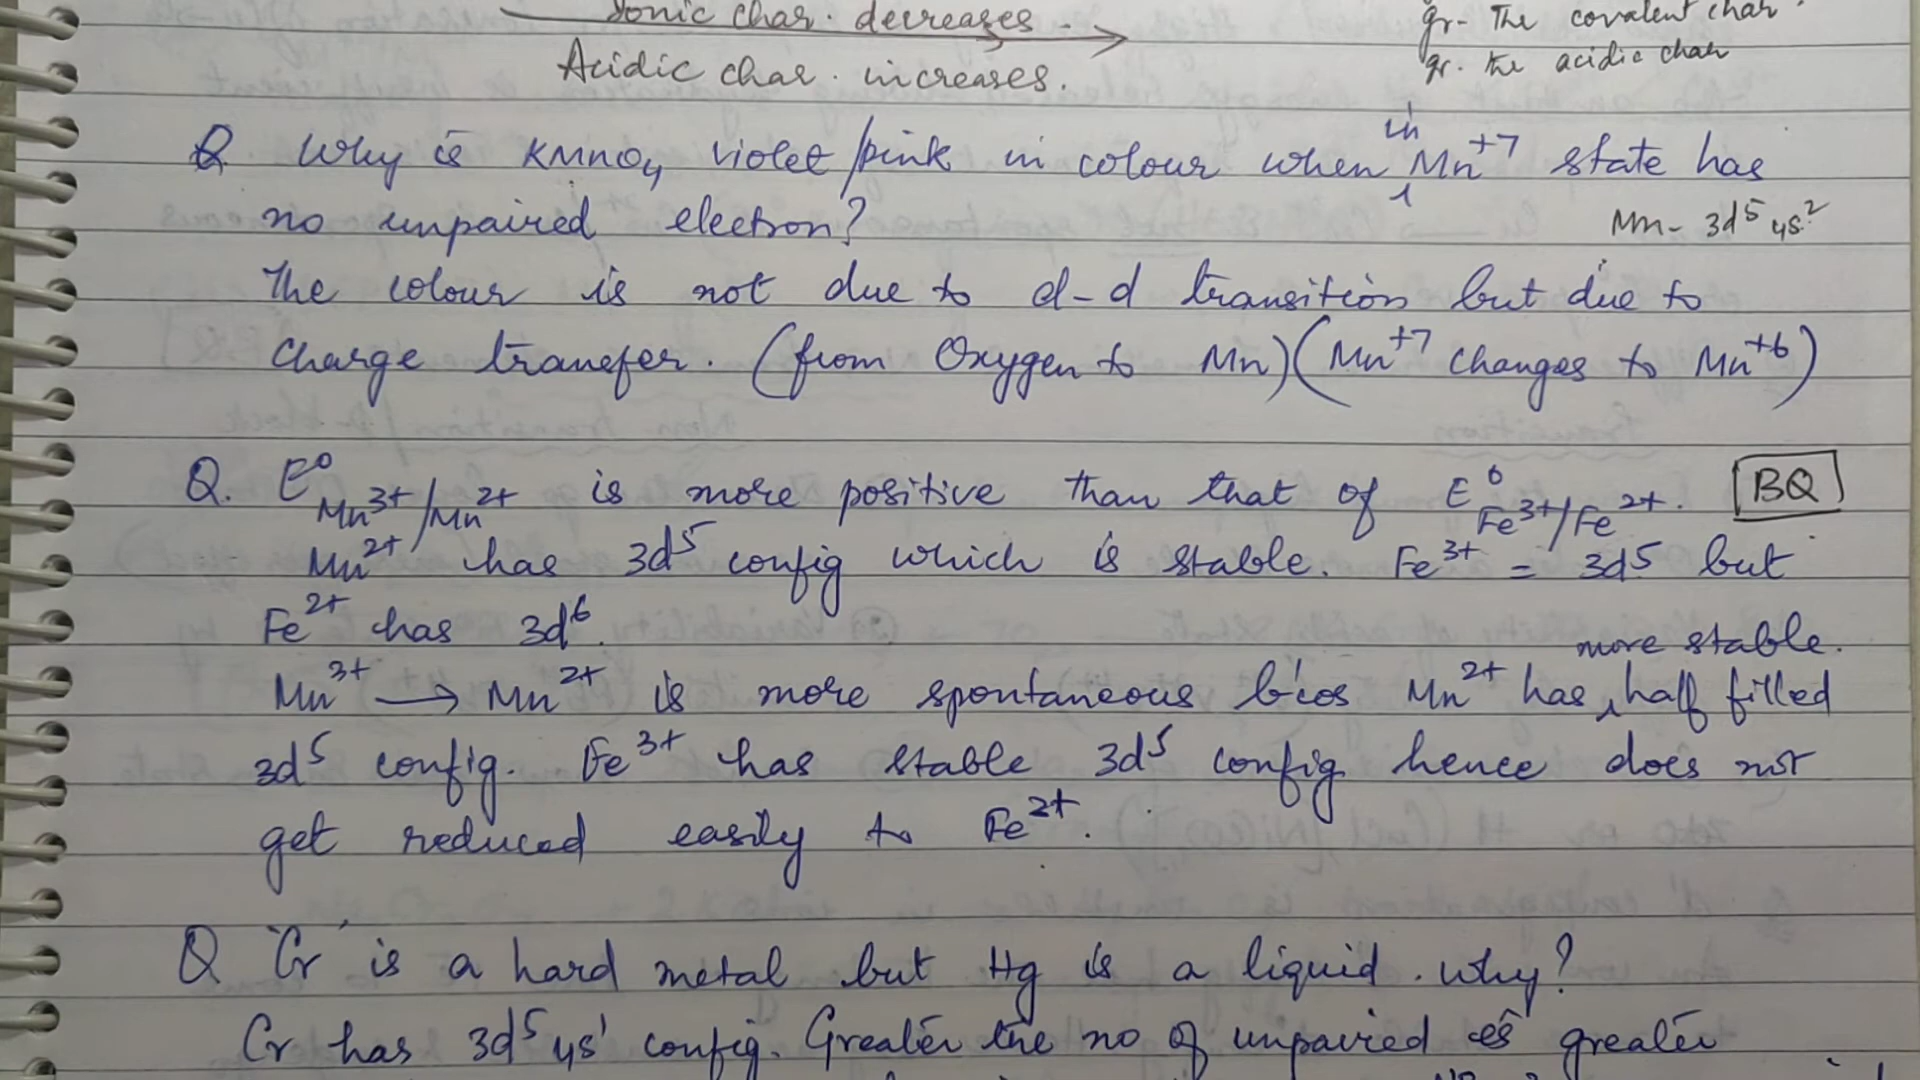 Ionic char. decreases.
Acidic char. increases.
gr. the covalent char.
gr. the acidic char
Q Why is KMnO4 violet/pink in colour when in Mn+7 state has
no unpaired electron?
Mn - 3d5 4s2
The colour is not due to d-d transition but due to
charge transfer. (from Oxygen to Mn) (Mn+7 changes to Mn+6)
Q. E0 Mn3+/Mn2+ is more positive than that of E0 Fe3+/Fe2+. BQ
Mn2+ has 3d5 config which is stable. Fe3+ = 3d5 but
Fe2+ has 3d6.
Mn3+ → Mn2+ is more spontaneous b'cos Mn2+ has more stable. half filled
3d5 config. Fe3+ has stable 3d5 config hence does not
get reduced easily to Fe2+.
Q 'Cr' is a hard metal but Hg is a liquid. why?
Cr has 3d5 4s1 config. Greater the no of unpaired es greater